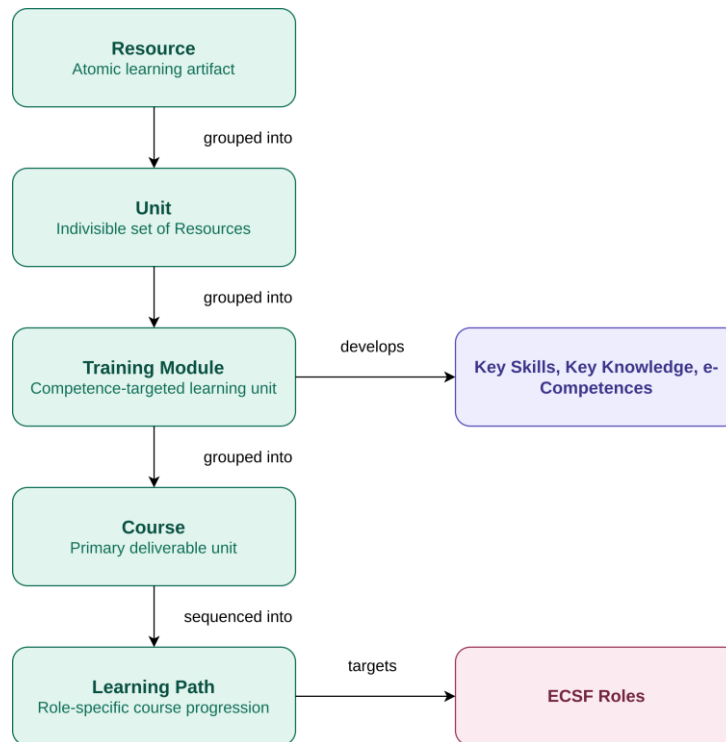 Resource
Atomic learning artifact
grouped into
Unit
Indivisible set of Resources
grouped into
Training Module
Competence-targeted learning unit
develops
Key Skills, Key Knowledge, e-
Competences
grouped into
Course
Primary deliverable unit
sequenced into
Learning Path
Role-specific course progression
targets
ECSF Roles